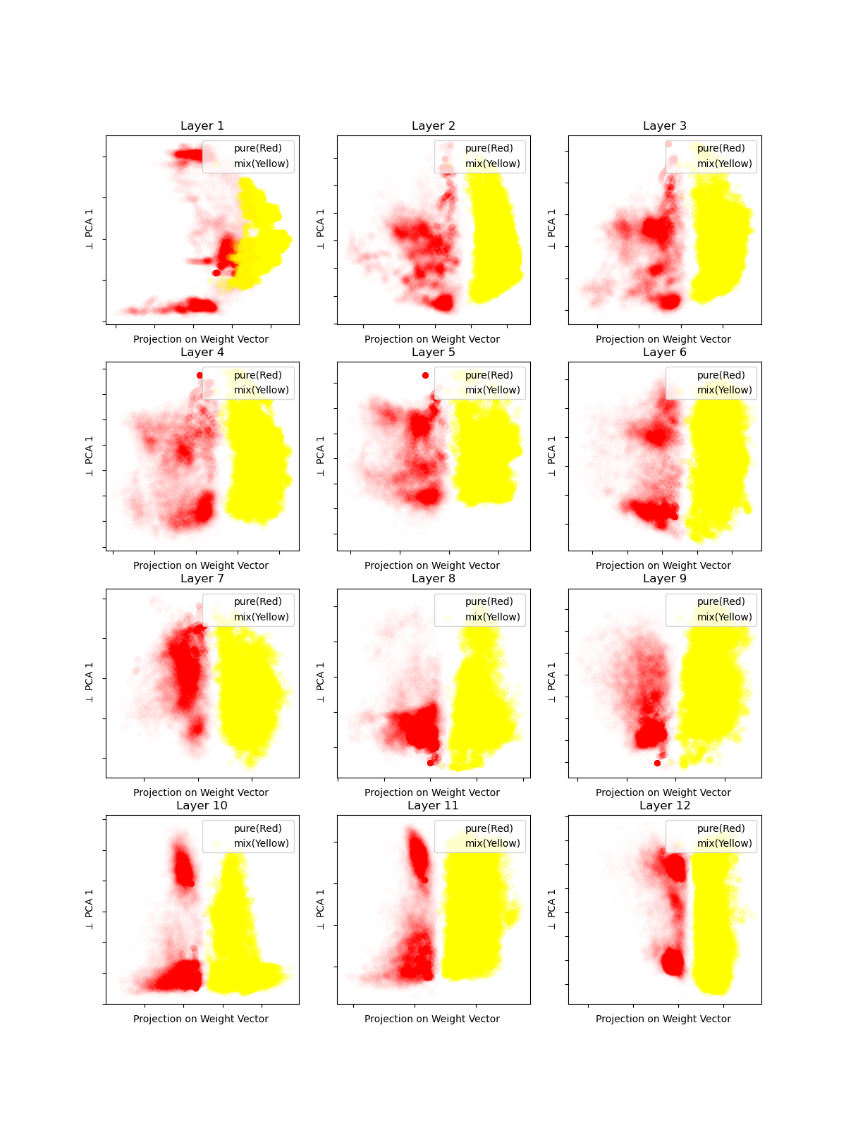 Layer 1
pure(Red)
mix(Yellow)
⊥ PCA 1
Projection on Weight Vector
Layer 2
pure(Red)
mix(Yellow)
⊥ PCA 1
Projection on Weight Vector
Layer 3
pure(Red)
mix(Yellow)
⊥ PCA 1
Projection on Weight Vector
Layer 4
pure(Red)
mix(Yellow)
⊥ PCA 1
Projection on Weight Vector
Layer 5
pure(Red)
mix(Yellow)
⊥ PCA 1
Projection on Weight Vector
Layer 6
pure(Red)
mix(Yellow)
⊥ PCA 1
Projection on Weight Vector
Layer 7
pure(Red)
mix(Yellow)
⊥ PCA 1
Projection on Weight Vector
Layer 8
pure(Red)
mix(Yellow)
⊥ PCA 1
Projection on Weight Vector
Layer 9
pure(Red)
mix(Yellow)
⊥ PCA 1
Projection on Weight Vector
Layer 10
pure(Red)
mix(Yellow)
⊥ PCA 1
Projection on Weight Vector
Layer 11
pure(Red)
mix(Yellow)
⊥ PCA 1
Projection on Weight Vector
Layer 12
pure(Red)
mix(Yellow)
⊥ PCA 1
Projection on Weight Vector